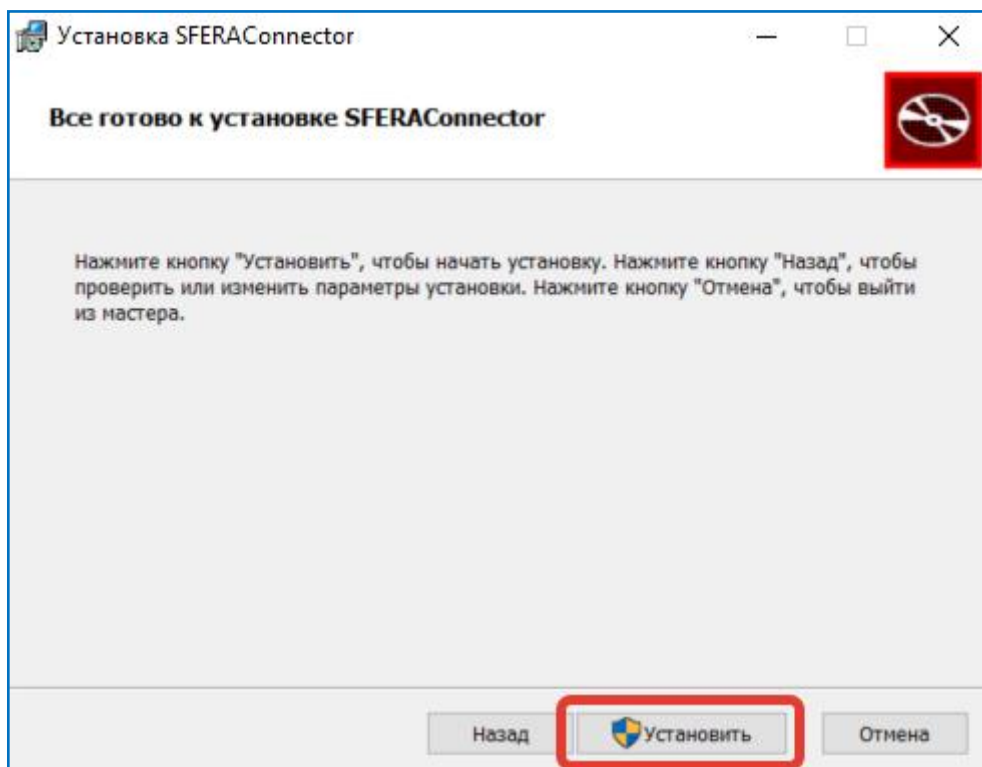 Установка SFERAConnector
Все готово к установке SFERAConnector
Нажмите кнопку "Установить", чтобы начать установку. Нажмите кнопку "Назад", чтобы
проверить или изменить параметры установки. Нажмите кнопку "Отмена", чтобы выйти
из мастера.
Назад
Установить
Отмена